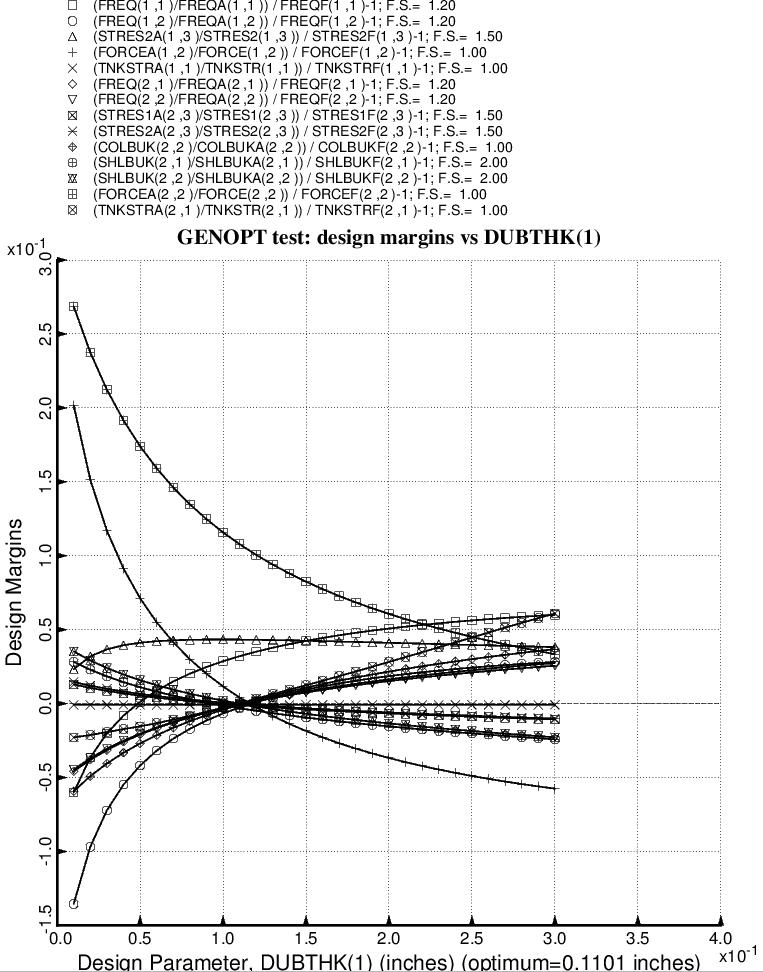 (FREQ(1 ,1 )/FREQA(1 ,1 )) / FREQF(1 ,1 )-1; F.S.= 1.20
(FREQ(1 ,2 )/FREQA(1 ,2 )) / FREQF(1 ,2 )-1; F.S.= 1.20
(STRES2A(1 ,3 )/STRES2(1 ,3 )) / STRES2F(1 ,3 )-1; F.S.= 1.50
(FORCEA(1 ,2 )/FORCE(1 ,2 )) / FORCEF(1 ,2 )-1; F.S.= 1.00
(TNKSTRA(1 ,1 )/TNKSTR(1 ,1 )) / TNKSTRF(1 ,1 )-1; F.S.= 1.00
(FREQ(2 ,1 )/FREQA(2 ,1 )) / FREQF(2 ,1 )-1; F.S.= 1.20
(FREQ(2 ,2 )/FREQA(2 ,2 )) / FREQF(2 ,2 )-1; F.S.= 1.20
(STRES1A(2 ,3 )/STRES1(2 ,3 )) / STRES1F(2 ,3 )-1; F.S.= 1.50
(STRES2A(2 ,3 )/STRES2(2 ,3 )) / STRES2F(2 ,3 )-1; F.S.= 1.50
(COLBUK(2 ,2 )/COLBUKA(2 ,2 )) / COLBUKF(2 ,2 )-1; F.S.= 1.00
(SHLBUK(2 ,1 )/SHLBUKA(2 ,1 )) / SHLBUKF(2 ,1 )-1; F.S.= 2.00
(SHLBUK(2 ,2 )/SHLBUKA(2 ,2 )) / SHLBUKF(2 ,2 )-1; F.S.= 2.00
(FORCEA(2 ,2 )/FORCE(2 ,2 )) / FORCEF(2 ,2 )-1; F.S.= 1.00
(TNKSTRA(2 ,1 )/TNKSTR(2 ,1 )) / TNKSTRF(2 ,1 )-1; F.S.= 1.00
GENOPT test: design margins vs DUBTHK(1)
x10-1
3.0
2.5
2.0
1.5
1.0
0.5
0.0
-0.5
-1.0
-1.5
Design Margins
0.0 0.5 1.0 1.5 2.0 2.5 3.0 3.5 4.0
x10-1
Design Parameter, DUBTHK(1) (inches) (optimum=0.1101 inches)